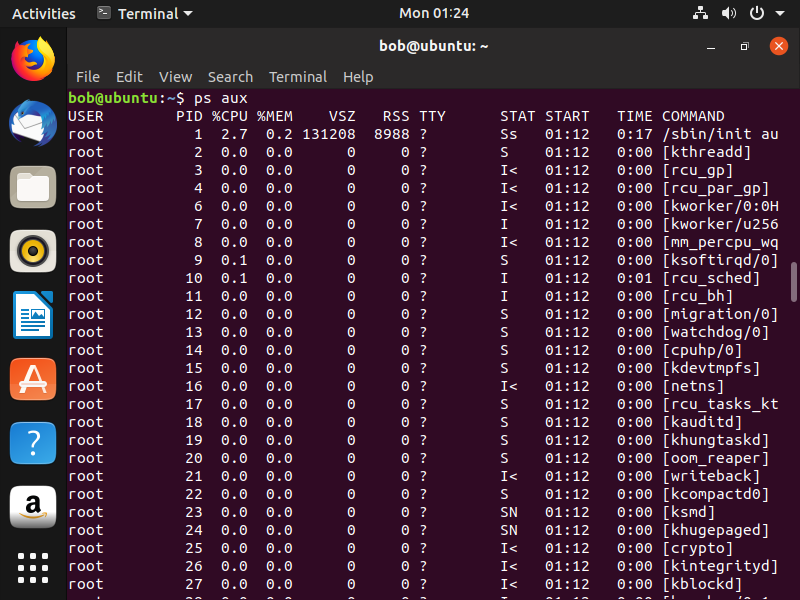 Activities Terminal Mon 01:24
bob@ubuntu: ~
File Edit View Search Terminal Help
bob@ubuntu:~$ ps aux
USER PID %CPU %MEM VSZ RSS TTY STAT START TIME COMMAND
root 1 2.7 0.2 131208 8988 ? Ss 01:12 0:17 /sbin/init au
root 2 0.0 0.0 0 0 ? S 01:12 0:00 [kthreadd]
root 3 0.0 0.0 0 0 ? I< 01:12 0:00 [rcu_gp]
root 4 0.0 0.0 0 0 ? I< 01:12 0:00 [rcu_par_gp]
root 6 0.0 0.0 0 0 ? I< 01:12 0:00 [kworker/0:0H
root 7 0.0 0.0 0 0 ? I 01:12 0:00 [kworker/u256
root 8 0.0 0.0 0 0 ? I< 01:12 0:00 [mm_percpu_wq
root 9 0.1 0.0 0 0 ? S 01:12 0:00 [ksoftirqd/0]
root 10 0.1 0.0 0 0 ? I 01:12 0:01 [rcu_sched]
root 11 0.0 0.0 0 0 ? I 01:12 0:00 [rcu_bh]
root 12 0.0 0.0 0 0 ? S 01:12 0:00 [migration/0]
root 13 0.0 0.0 0 0 ? S 01:12 0:00 [watchdog/0]
root 14 0.0 0.0 0 0 ? S 01:12 0:00 [cpuhp/0]
root 15 0.0 0.0 0 0 ? S 01:12 0:00 [kdevtmpfs]
root 16 0.0 0.0 0 0 ? I< 01:12 0:00 [netns]
root 17 0.0 0.0 0 0 ? S 01:12 0:00 [rcu_tasks_kt
root 18 0.0 0.0 0 0 ? S 01:12 0:00 [kauditd]
root 19 0.0 0.0 0 0 ? S 01:12 0:00 [khungtaskd]
root 20 0.0 0.0 0 0 ? S 01:12 0:00 [oom_reaper]
root 21 0.0 0.0 0 0 ? I< 01:12 0:00 [writeback]
root 22 0.0 0.0 0 0 ? S 01:12 0:00 [kcompactd0]
root 23 0.0 0.0 0 0 ? SN 01:12 0:00 [ksmd]
root 24 0.0 0.0 0 0 ? SN 01:12 0:00 [khugepaged]
root 25 0.0 0.0 0 0 ? I< 01:12 0:00 [crypto]
root 26 0.0 0.0 0 0 ? I< 01:12 0:00 [kintegrityd]
root 27 0.0 0.0 0 0 ? I< 01:12 0:00 [kblockd]